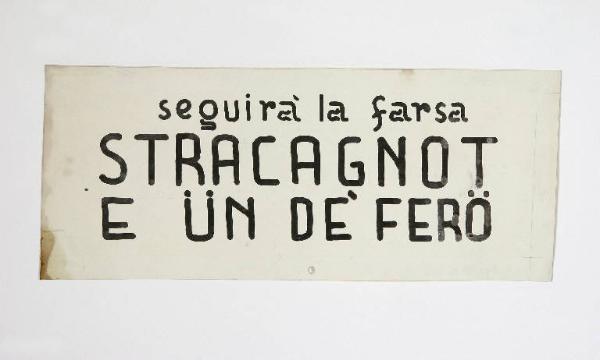 seguirà la farsa
STRACAGNOT
E ÜN DE' FERÖ